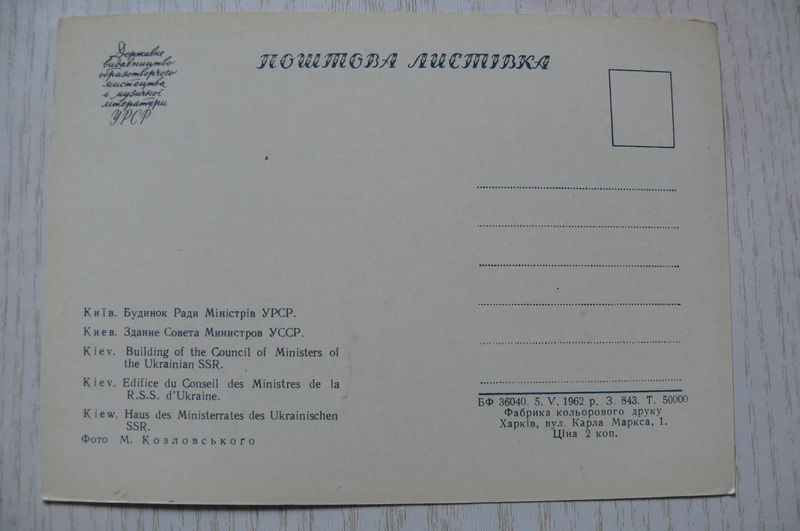 Державне
видавництво
образотворчого
мистецтва
і музичної
літератури
УРСР
ПОШТОВА ЛИСТІВКА
Київ. Будинок Ради Міністрів УРСР.
Киев. Здание Совета Министров УССР.
Kiev. Building of the Council of Ministers of
the Ukrainian SSR.
Kiev. Edifice du Conseil des Ministres de la
R.S.S. d'Ukraine.
Kiew. Haus des Ministerrates des Ukrainischen
SSR.
Фото М. Козловського
БФ 36040. 5. V. 1962 р. З. 843. Т. 50000
Фабрика кольорового друку
Харків, вул. Карла Маркса, 1.
Ціна 2 коп.